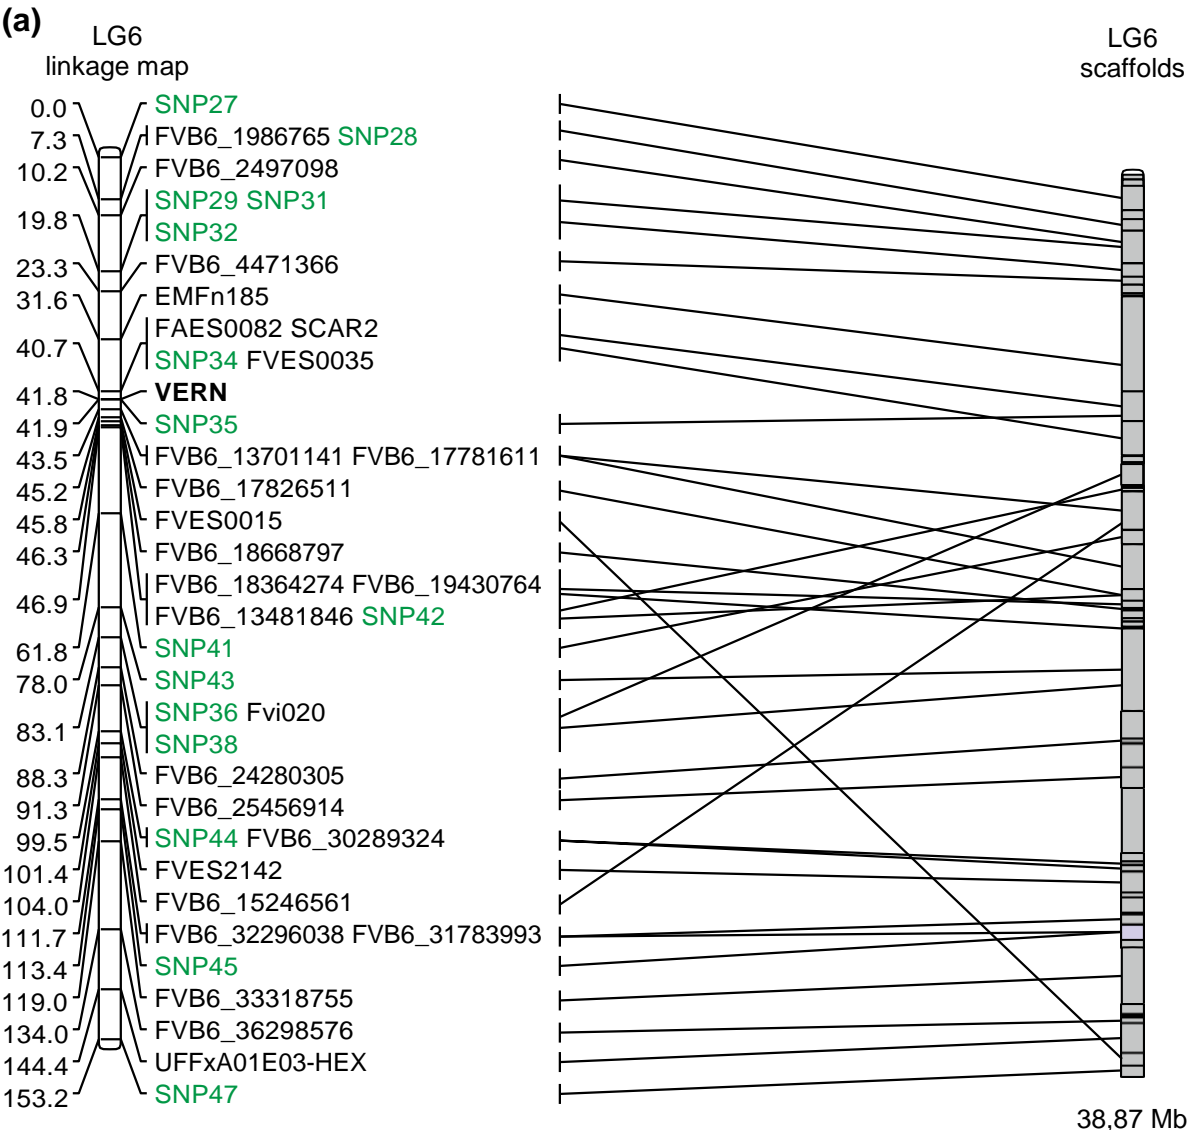 (a)
LG6
linkage map
LG6
scaffolds
0.0 SNP27
7.3 FVB6_1986765 SNP28
10.2 FVB6_2497098
19.8 SNP29 SNP31
SNP32
23.3 FVB6_4471366
31.6 EMFn185
40.7 FAES0082 SCAR2
SNP34 FVES0035
41.8 VERN
41.9 SNP35
43.5 FVB6_13701141 FVB6_17781611
45.2 FVB6_17826511
45.8 FVES0015
46.3 FVB6_18668797
46.9 FVB6_18364274 FVB6_19430764
FVB6_13481846 SNP42
61.8 SNP41
78.0 SNP43
83.1 SNP36 Fvi020
SNP38
88.3 FVB6_24280305
91.3 FVB6_25456914
99.5 SNP44 FVB6_30289324
101.4 FVES2142
104.0 FVB6_15246561
111.7 FVB6_32296038 FVB6_31783993
113.4 SNP45
119.0 FVB6_33318755
134.0 FVB6_36298576
144.4 UFFxA01E03-HEX
153.2 SNP47
38,87 Mb